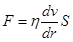 F = η dv/dr S